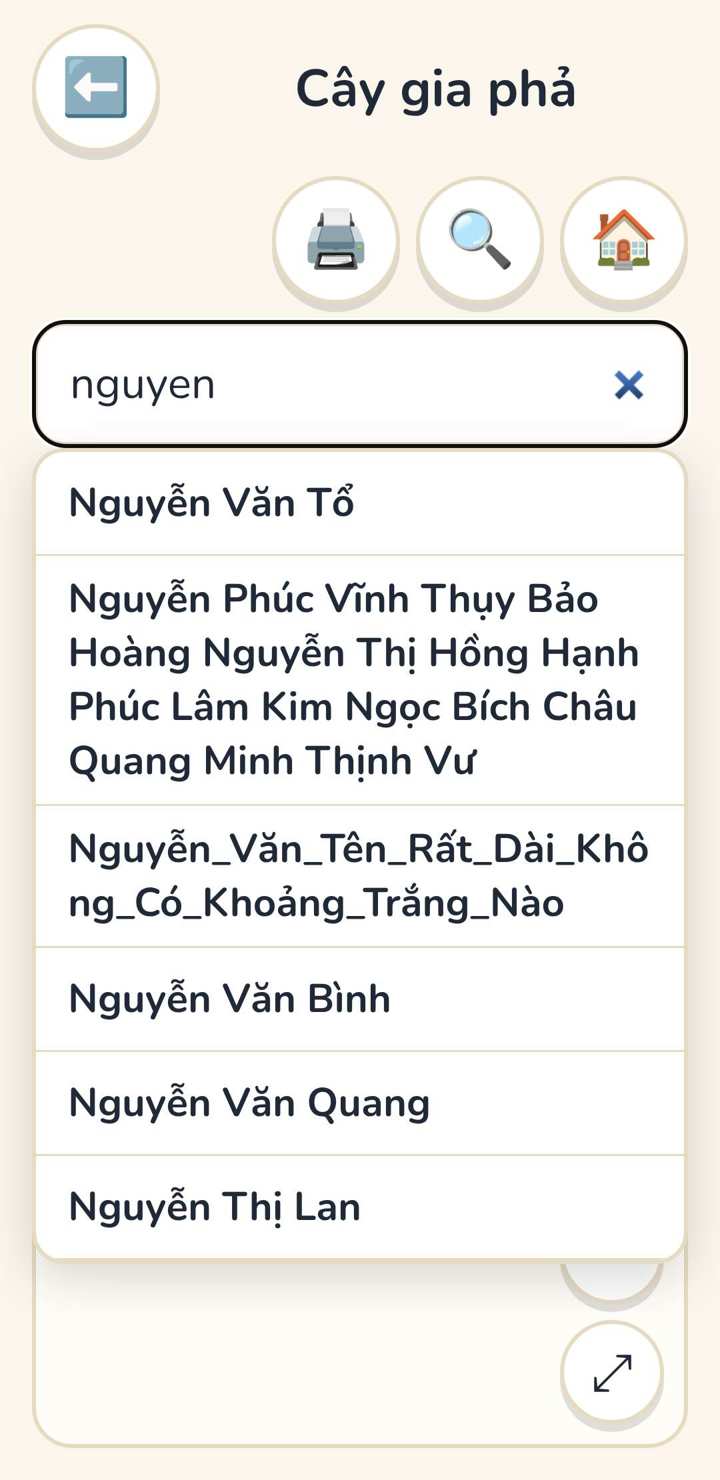 Cây gia phả
nguyen
Nguyễn Văn Tổ
Nguyễn Phúc Vĩnh Thụy Bảo
Hoàng Nguyễn Thị Hồng Hạnh
Phúc Lâm Kim Ngọc Bích Châu
Quang Minh Thịnh Vư
Nguyễn_Văn_Tên_Rất_Dài_Khô
ng_Có_Khoảng_Trắng_Nào
Nguyễn Văn Bình
Nguyễn Văn Quang
Nguyễn Thị Lan